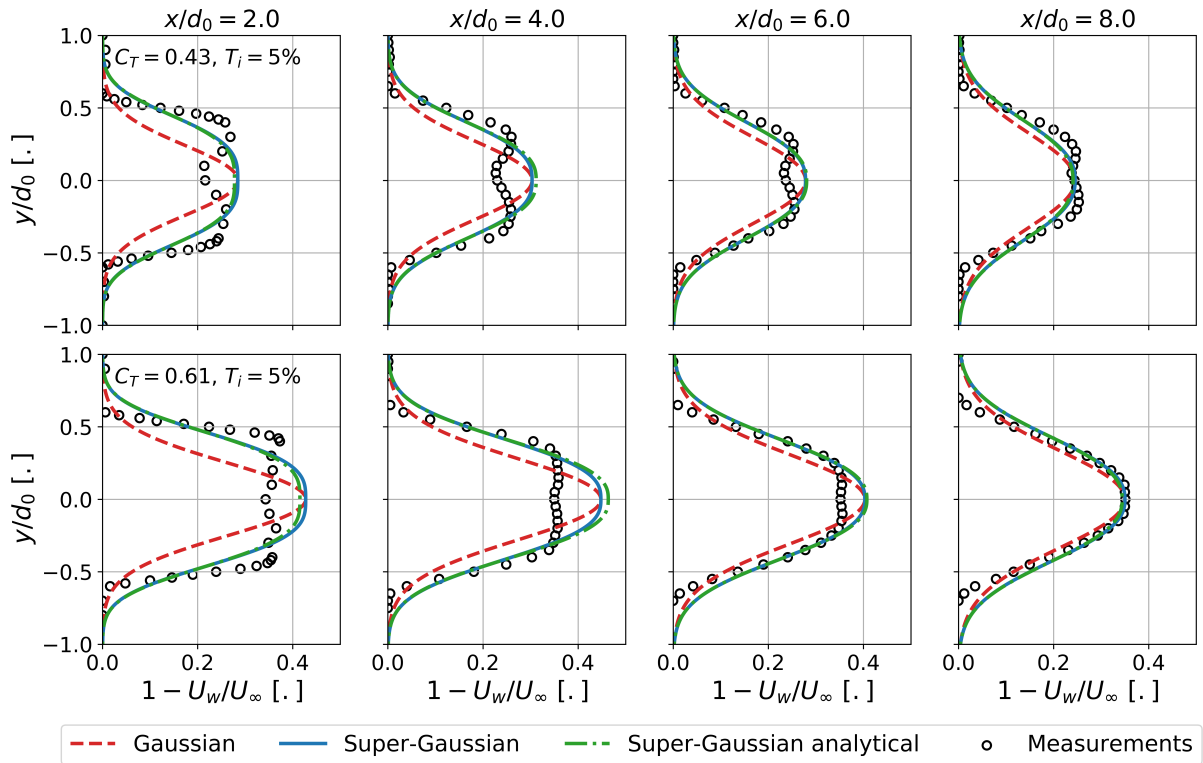 x/d₀ = 2.0 x/d₀ = 4.0 x/d₀ = 6.0 x/d₀ = 8.0
1.0
C_T = 0.43, T_i = 5%
0.5
y/d₀ [.]
0.0
−0.5
−1.0
1.0
C_T = 0.61, T_i = 5%
0.5
y/d₀ [.]
0.0
−0.5
−1.0
0.0 0.2 0.4 0.0 0.2 0.4 0.0 0.2 0.4 0.0 0.2 0.4
1 − U_w/U_∞ [.] 1 − U_w/U_∞ [.] 1 − U_w/U_∞ [.] 1 − U_w/U_∞ [.]
Gaussian Super-Gaussian Super-Gaussian analytical Measurements